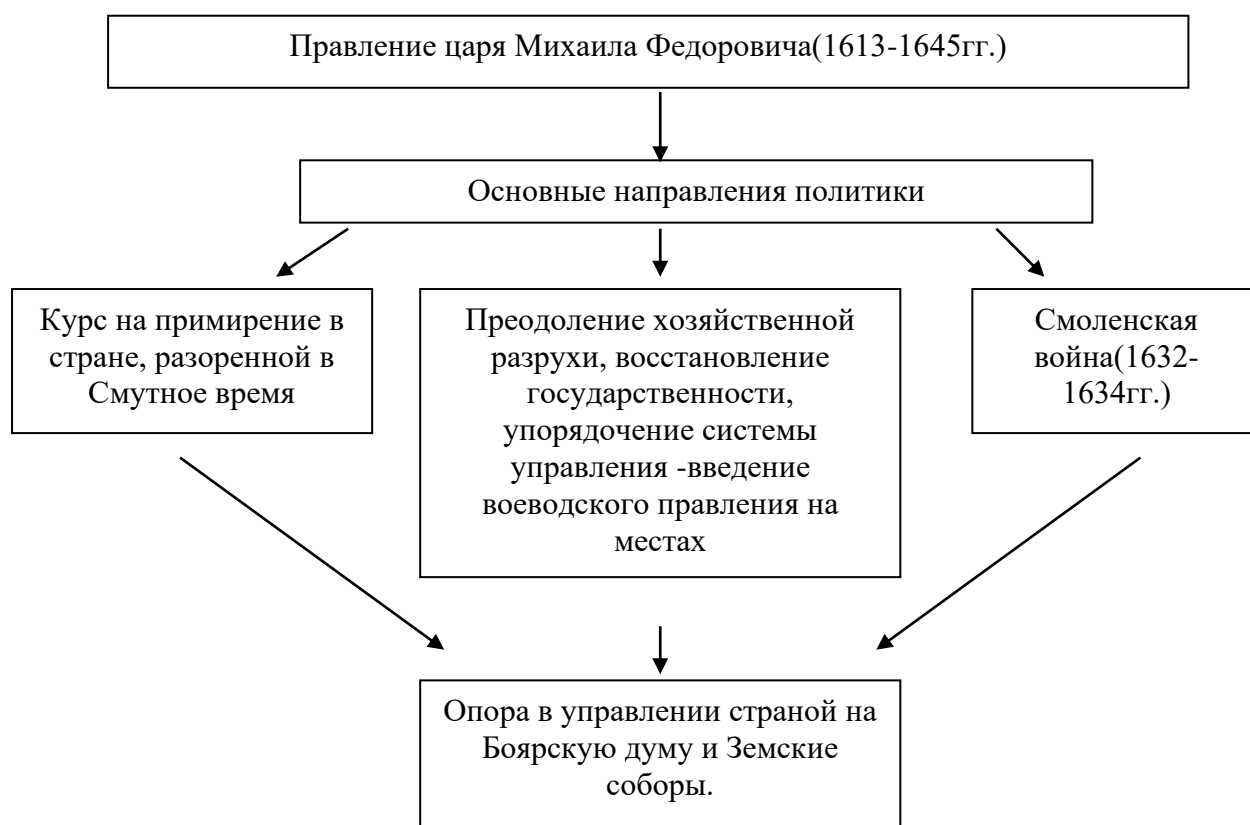 Правление царя Михаила Федоровича(1613-1645гг.)
Основные направления политики
Курс на примирение в
стране, разоренной в
Смутное время
Преодоление хозяйственной
разрухи, восстановление
государственности,
упорядочение системы
управления -введение
воеводского правления на
местах
Смоленская
война(1632-
1634гг.)
Опора в управлении страной на
Боярскую думу и Земские
соборы.